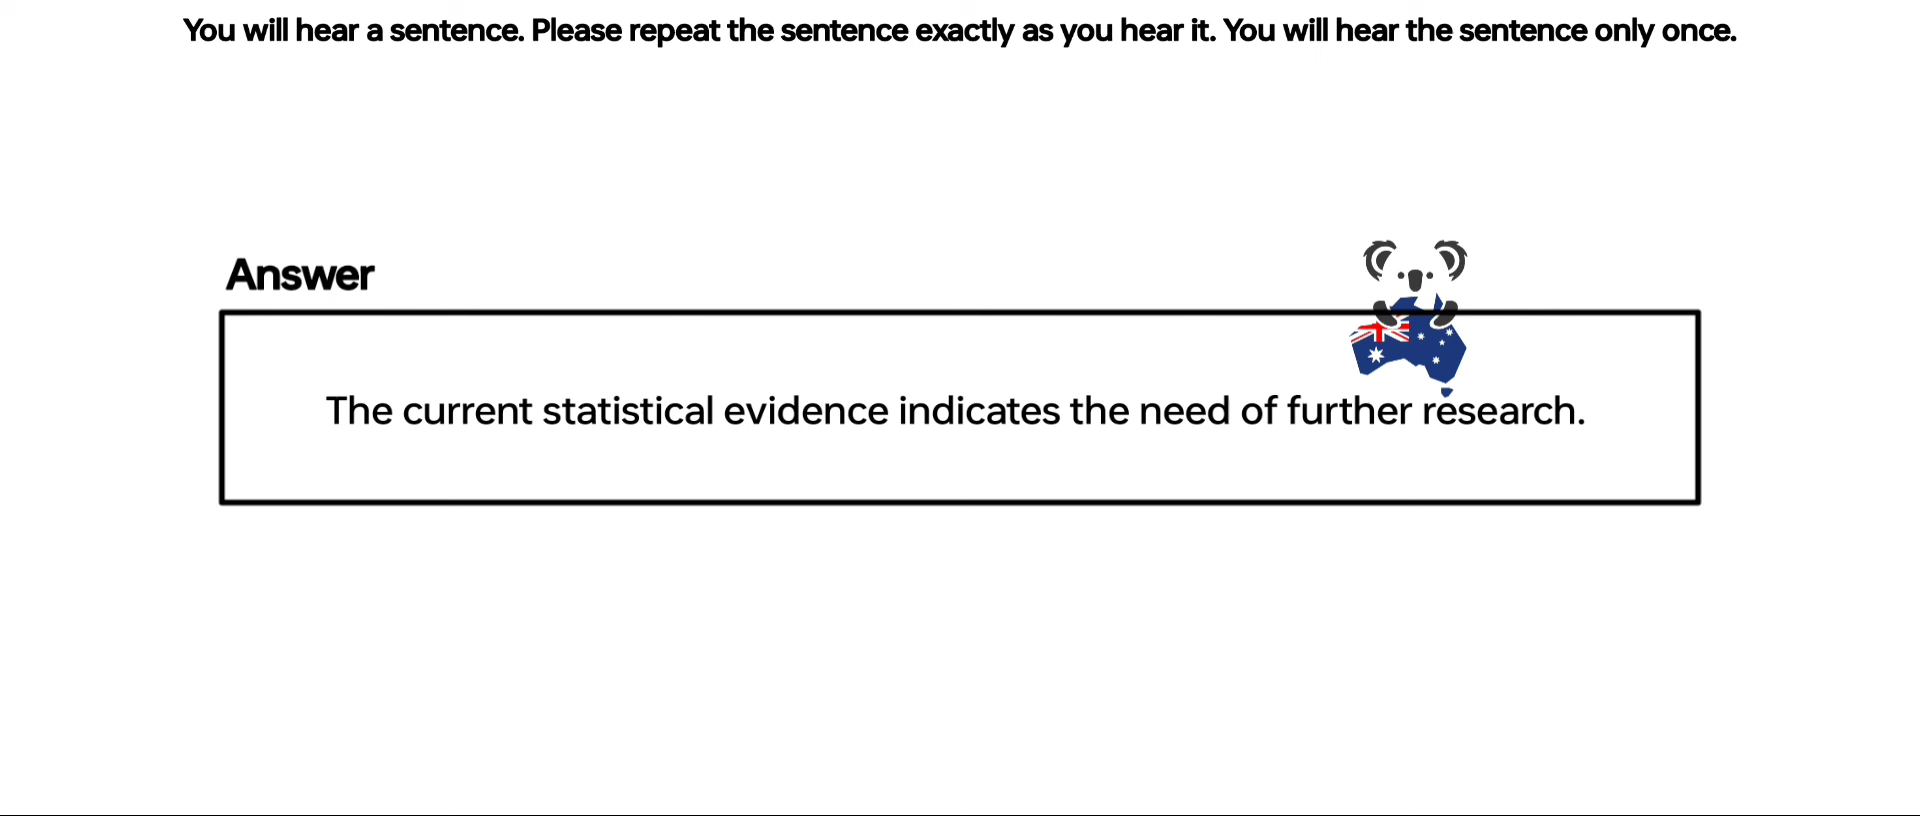 You will hear a sentence. Please repeat the sentence exactly as you hear it. You will hear the sentence only once.
Answer
The current statistical evidence indicates the need of further research.